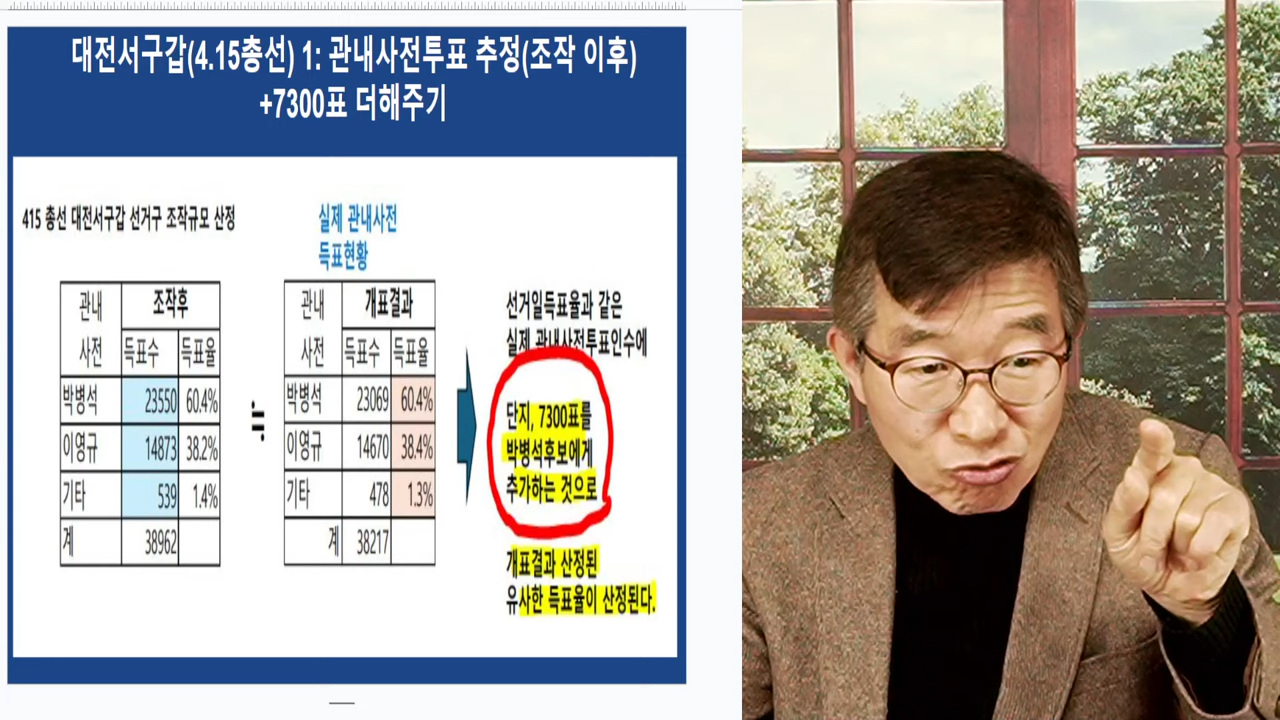 대전서구갑(4.15총선) 1: 관내사전투표 추정(조작 이후)
+7300표 더해주기
415 총선 대전서구갑 선거구 조작규모 산정
실제 관내사전
득표현황
관내 사전 조작후
득표수 득표율
박병석 23550 60.4%
이영규 14873 38.2%
기타 539 1.4%
계 38962
관내 사전 개표결과
득표수 득표율
박병석 23069 60.4%
이영규 14670 38.4%
기타 478 1.3%
계 38217
선거일득표율과 같은
실제 관내사전투표인수에
단지, 7300표를
박병석후보에게
추가하는 것으로
개표결과 산정된
유사한 득표율이 산정된다.